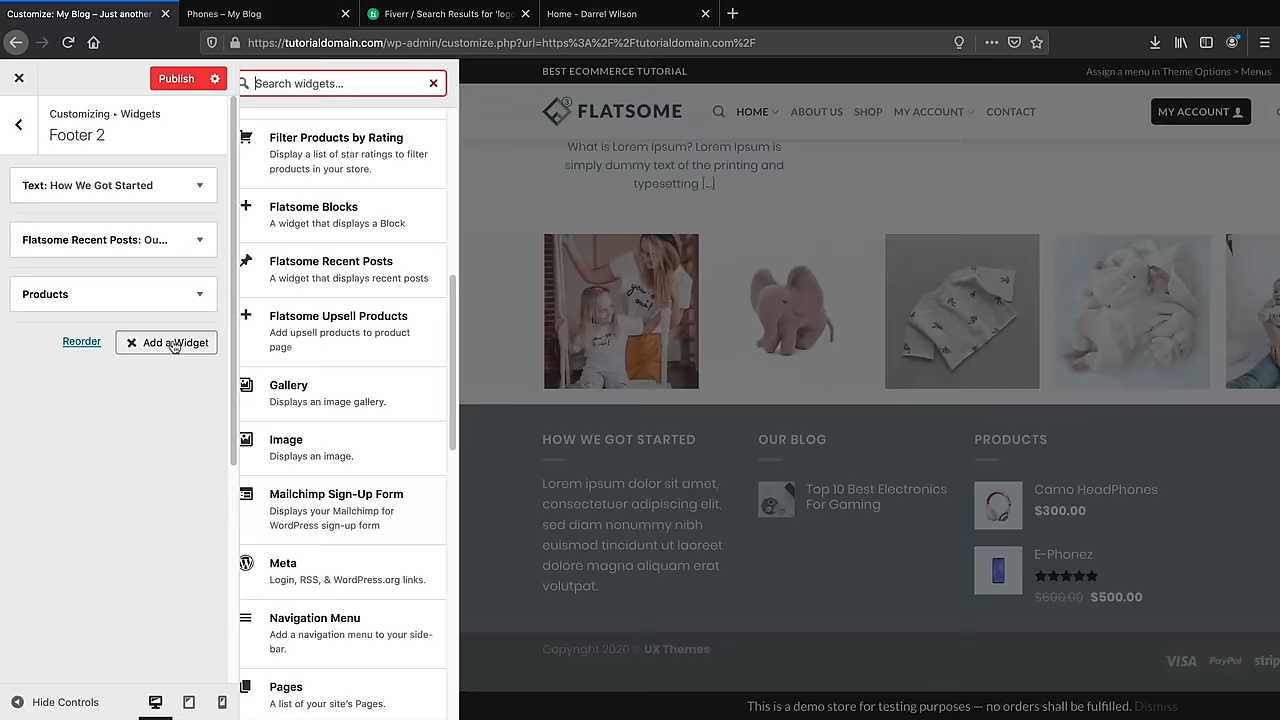 Customize: My Blog – Just another
Phones – My Blog
Fiverr / Search Results for 'logo
Home - Darrel Wilson
https://tutorialdomain.com/wp-admin/customize.php?url=https%3A%2F%2Ftutorialdomain.com%2F
Publish
Customizing ▸ Widgets
Footer 2
Text: How We Got Started
Flatsome Recent Posts: Ou...
Products
Reorder
Add a Widget
Hide Controls
Search widgets...
Filter Products by Rating
Display a list of star ratings to filter
products in your store.
Flatsome Blocks
A widget that displays a Block
Flatsome Recent Posts
A widget that displays recent posts
Flatsome Upsell Products
Add upsell products to product
page
Gallery
Displays an image gallery.
Image
Displays an image.
Mailchimp Sign-Up Form
Displays your Mailchimp for
WordPress sign-up form
Meta
Login, RSS, & WordPress.org links.
Navigation Menu
Add a navigation menu to your side-
bar.
Pages
A list of your site's Pages.
BEST ECOMMERCE TUTORIAL
Assign a menu in Theme Options > Menus
3
FLATSOME
HOME
ABOUT US
SHOP
MY ACCOUNT
CONTACT
MY ACCOUNT
What is Lorem Ipsum? Lorem Ipsum is
simply dummy text of the printing and
typesetting [...]
HOW WE GOT STARTED
Lorem ipsum dolor sit amet,
consectetuer adipiscing elit,
sed diam nonummy nibh
euismod tincidunt ut laoreet
dolore magna aliquam erat
volutpat.
OUR BLOG
Top 10 Best Electronics
For Gaming
PRODUCTS
Camo HeadPhones
$300.00
E-Phonez
$600.00 $500.00
Copyright 2020 © UX Themes
VISA PayPal strip
This is a demo store for testing purposes — no orders shall be fulfilled. Dismiss